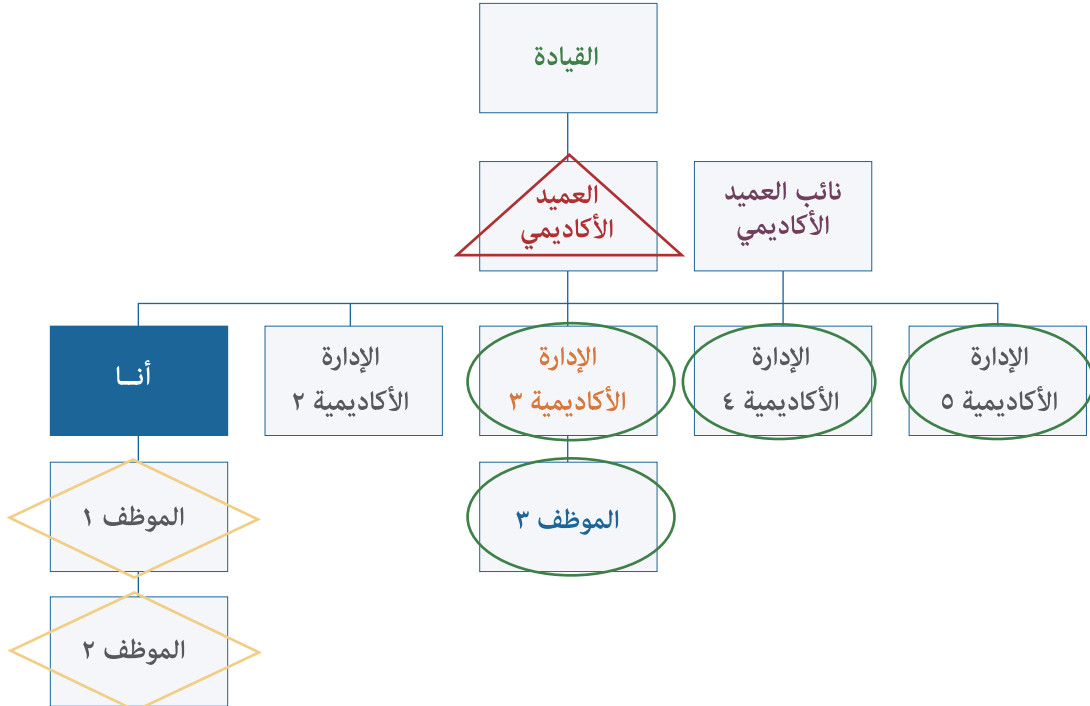 القيادة
العميد
الأكاديمي
نائب العميد
الأكاديمي
أنــا
الإدارة
الأكاديمية ٢
الإدارة
الأكاديمية ٣
الإدارة
الأكاديمية ٤
الإدارة
الأكاديمية ٥
الموظف ١
الموظف ٣
الموظف ٢